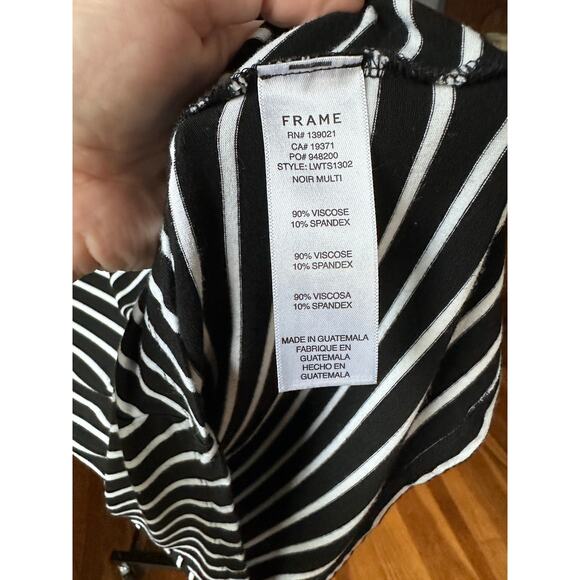 FRAME
RN# 139021
CA# 19371
PO# 948200
STYLE: LWTS1302
NOIR MULTI
90% VISCOSE
10% SPANDEX
90% VISCOSE
10% SPANDEX
90% VISCOSA
10% SPANDEX
MADE IN GUATEMALA
FABRIQUE EN
GUATEMALA
HECHO EN
GUATEMALA